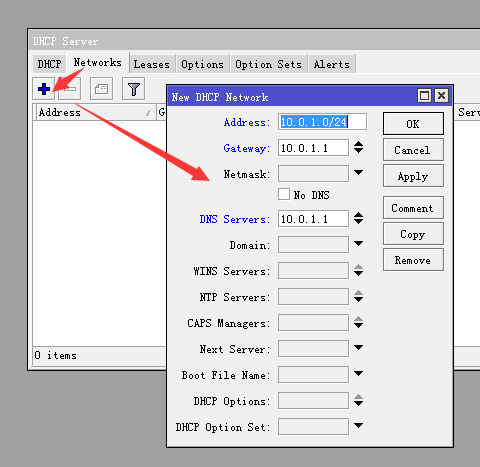 DHCP Server
DHCP Networks Leases Options Option Sets Alerts
Address
New DHCP Network
Address: 10.0.1.0/24
Gateway: 10.0.1.1
Netmask:
No DNS
DNS Servers: 10.0.1.1
Domain:
WINS Servers:
NTP Servers:
CAPS Managers:
Next Server:
Boot File Name:
DHCP Options:
DHCP Option Set:
OK
Cancel
Apply
Comment
Copy
Remove
0 items